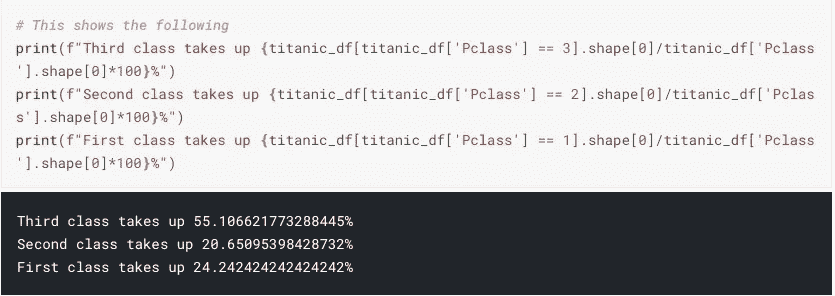 # This shows the following
print(f"Third class takes up {titanic_df[titanic_df['Pclass'] == 3].shape[0]/titanic_df['Pclass
'].shape[0]*100}%")
print(f"Second class takes up {titanic_df[titanic_df['Pclass'] == 2].shape[0]/titanic_df['Pclas
s'].shape[0]*100}%")
print(f"First class takes up {titanic_df[titanic_df['Pclass'] == 1].shape[0]/titanic_df['Pclass
'].shape[0]*100}%")
Third class takes up 55.106621773288445%
Second class takes up 20.65095398428732%
First class takes up 24.242424242424242%